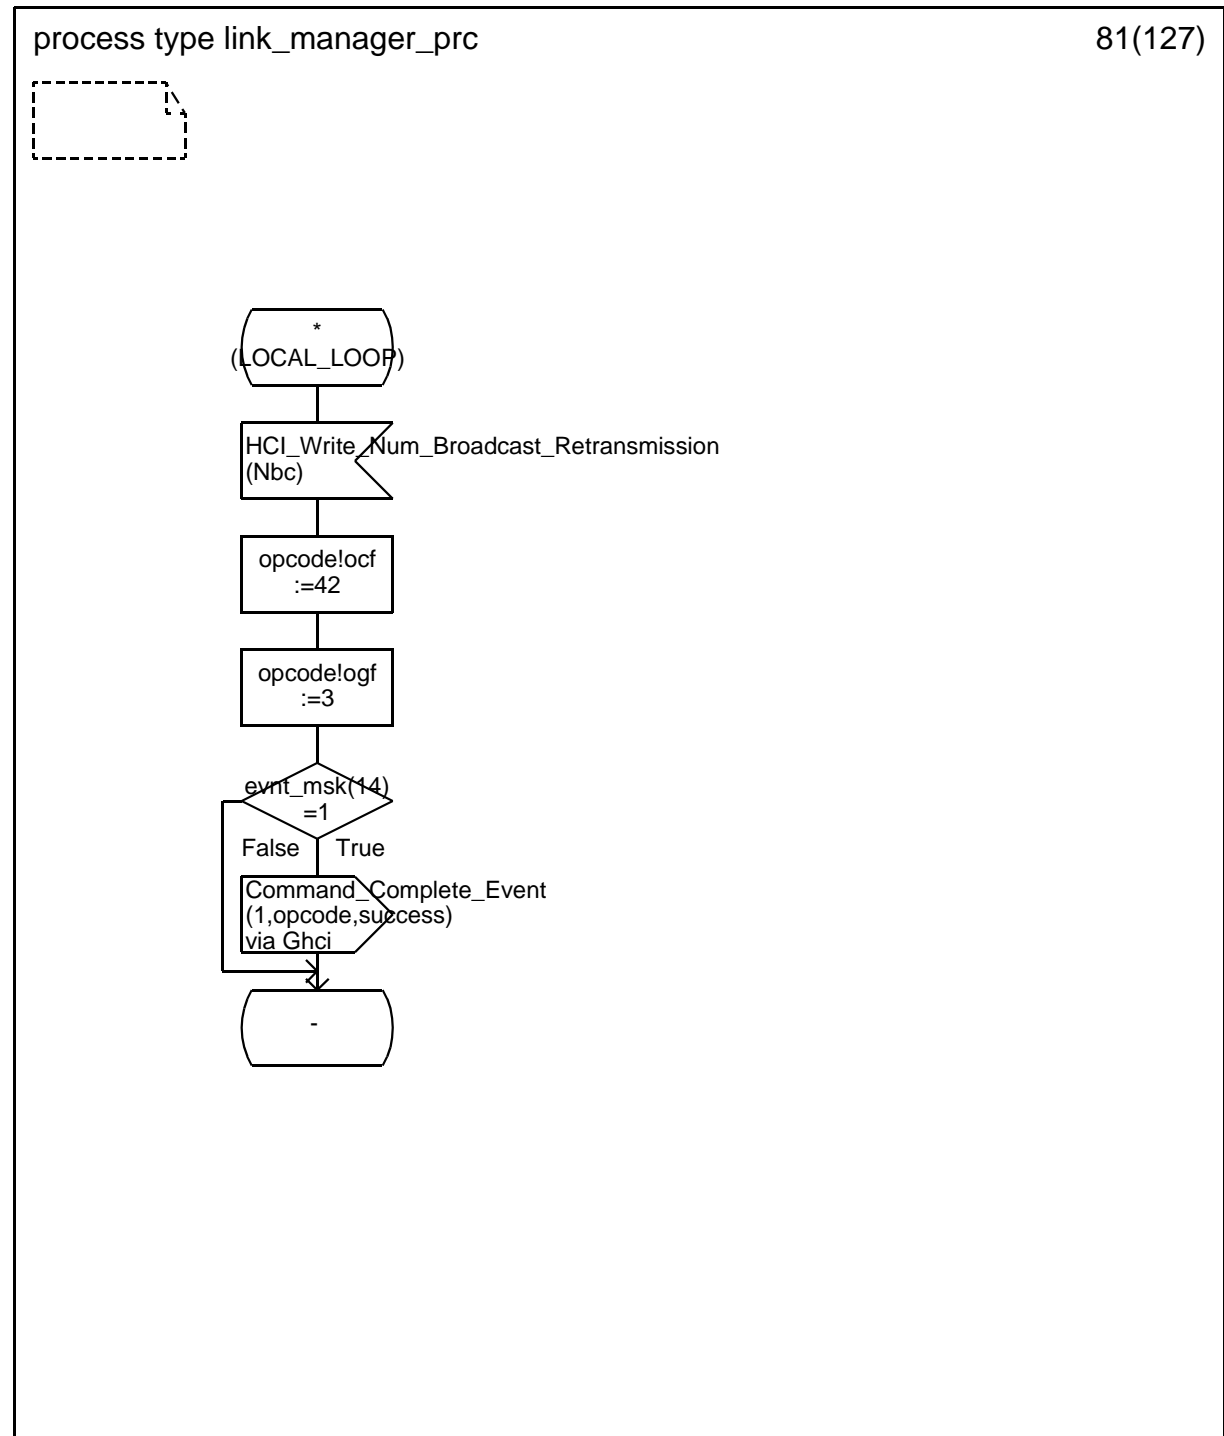 process type link_manager_prc
81(127)
*
(LOCAL_LOOP)
HCI_Write_Num_Broadcast_Retransmission
(Nbc)
opcode!ocf
:=42
opcode!ogf
:=3
evnt_msk(14)
=1
False
True
Command_Complete_Event
(1,opcode,success)
via Ghci
-